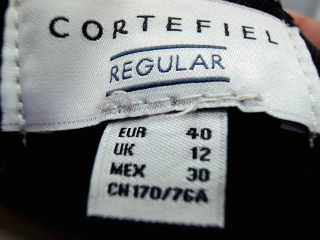 CORTEFIEL
REGULAR
EUR 40
UK 12
MEX 30
CN170/76A